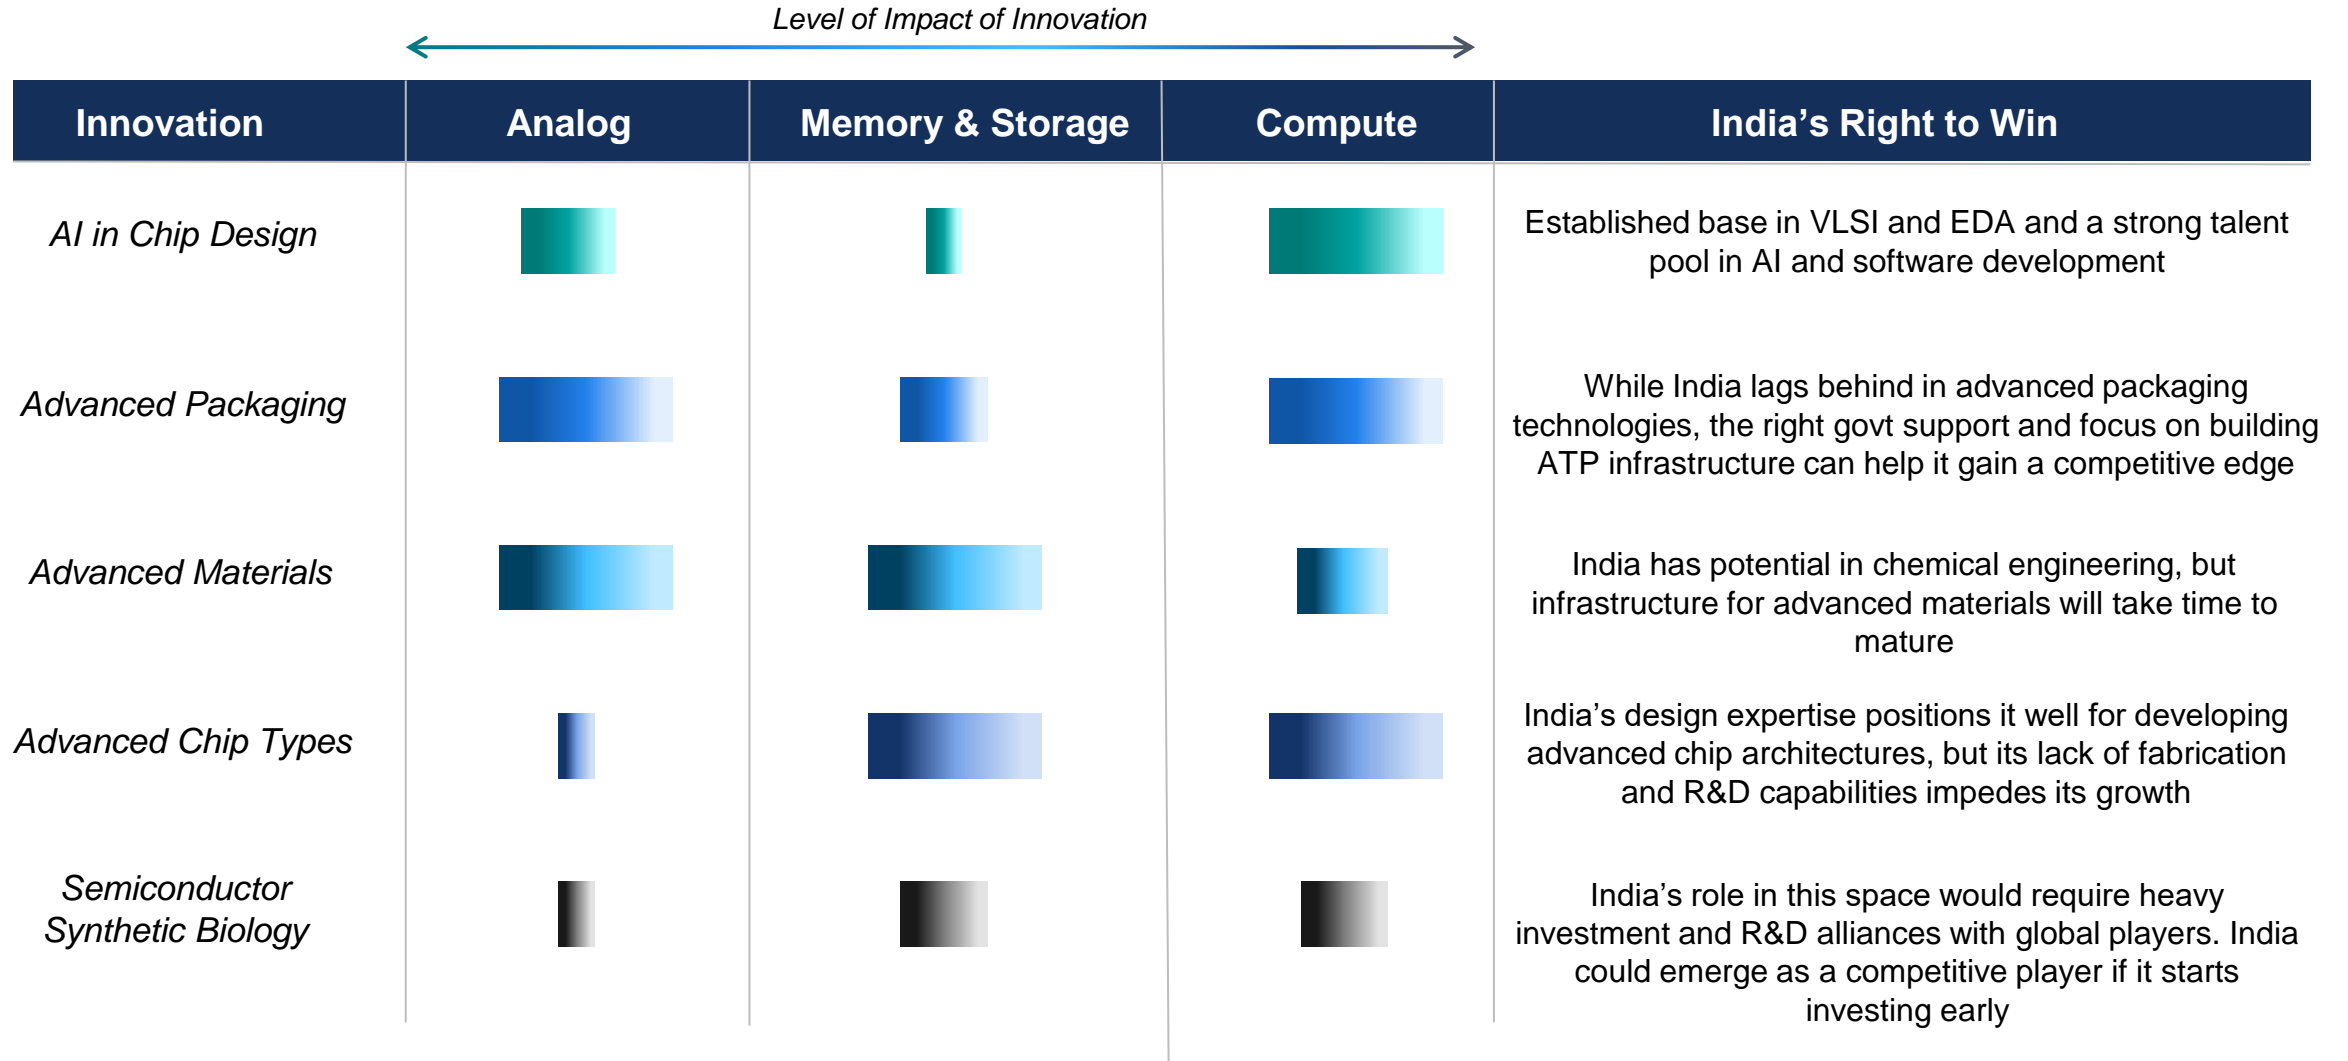 Level of Impact of Innovation
Innovation
Analog
Memory & Storage
Compute
India’s Right to Win
AI in Chip Design
Established base in VLSI and EDA and a strong talent
pool in AI and software development
Advanced Packaging
While India lags behind in advanced packaging
technologies, the right govt support and focus on building
ATP infrastructure can help it gain a competitive edge
Advanced Materials
India has potential in chemical engineering, but
infrastructure for advanced materials will take time to
mature
Advanced Chip Types
India’s design expertise positions it well for developing
advanced chip architectures, but its lack of fabrication
and R&D capabilities impedes its growth
Semiconductor
Synthetic Biology
India’s role in this space would require heavy
investment and R&D alliances with global players. India
could emerge as a competitive player if it starts
investing early